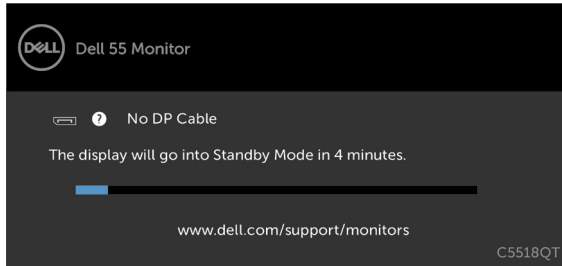 DELL
Dell 55 Monitor
? No DP Cable
The display will go into Standby Mode in 4 minutes.
www.dell.com/support/monitors
C5518QT